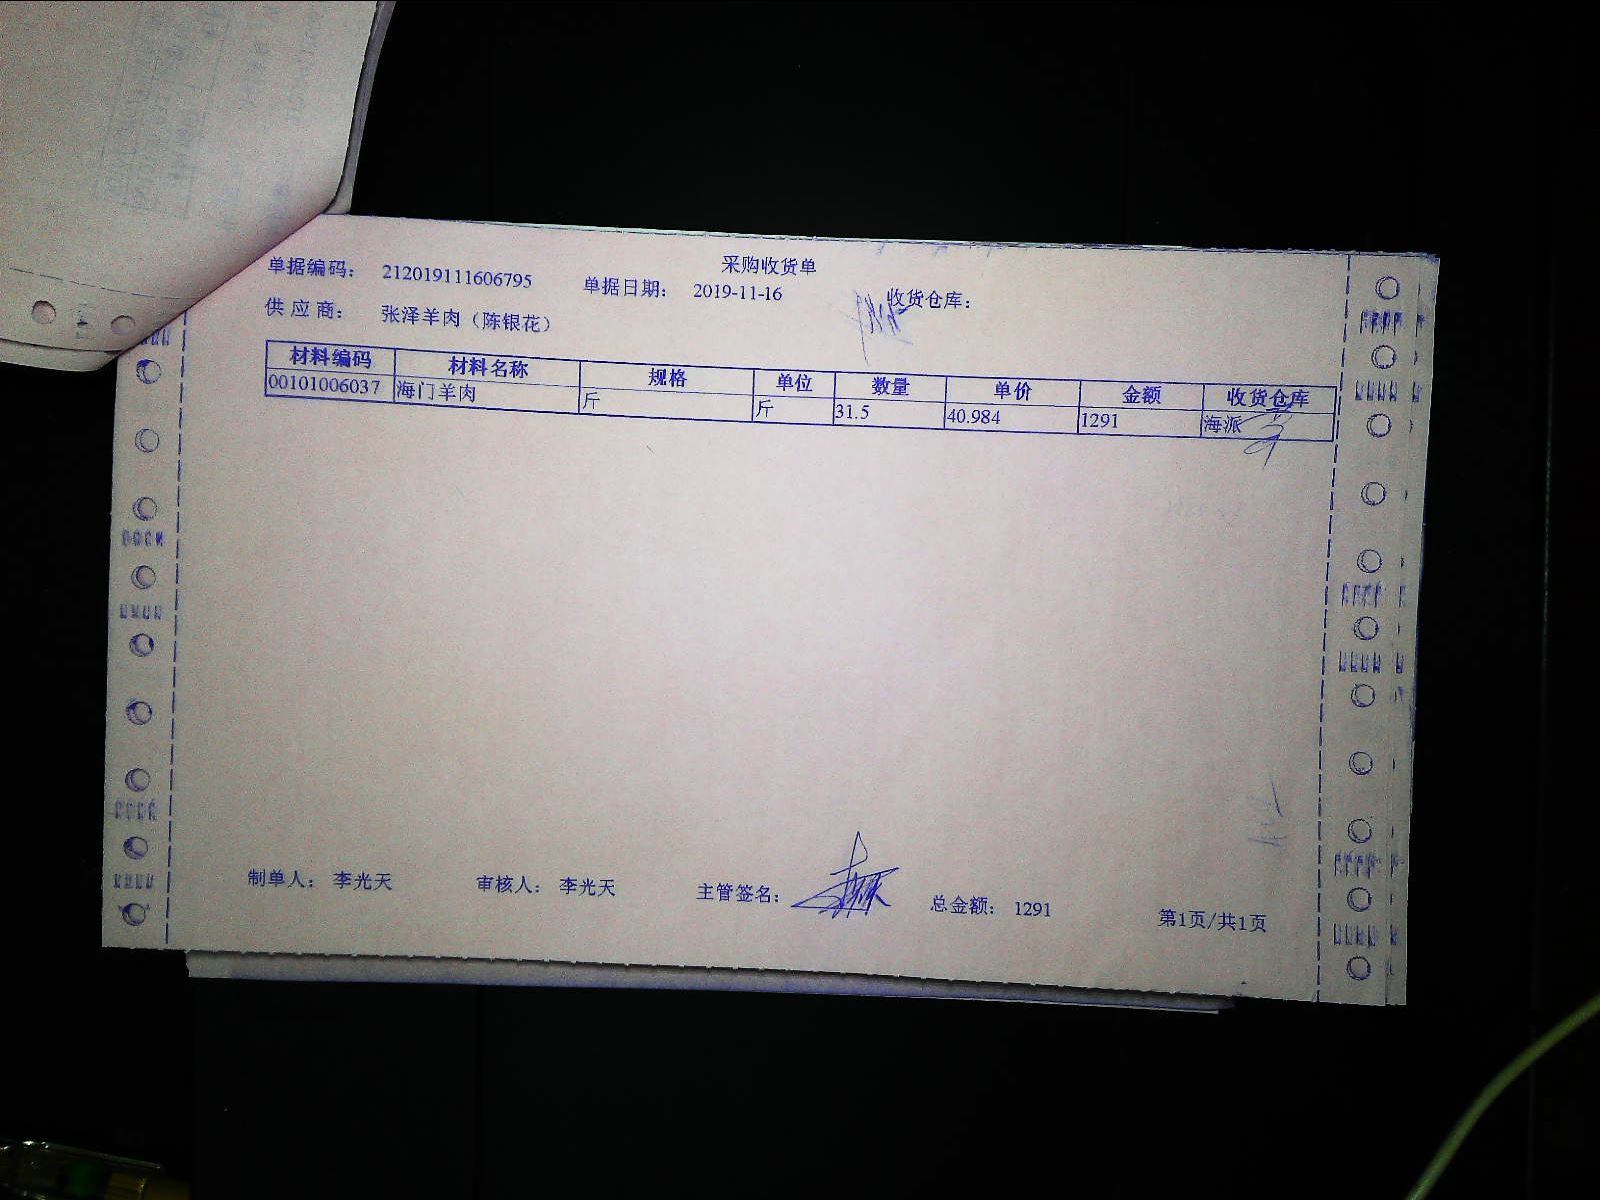 采购收货单
单据编码： 212019111606795 单据日期： 2019-11-16 收货仓库：
供 应 商： 张泽羊肉（陈银花）
材料编码 材料名称 规格 单位 数量 单价 金额 收货仓库
00101006037 海门羊肉 斤 斤 31.5 40.984 1291 海派
制单人： 李光天 审核人： 李光天 主管签名： 总金额： 1291 第1页/共1页